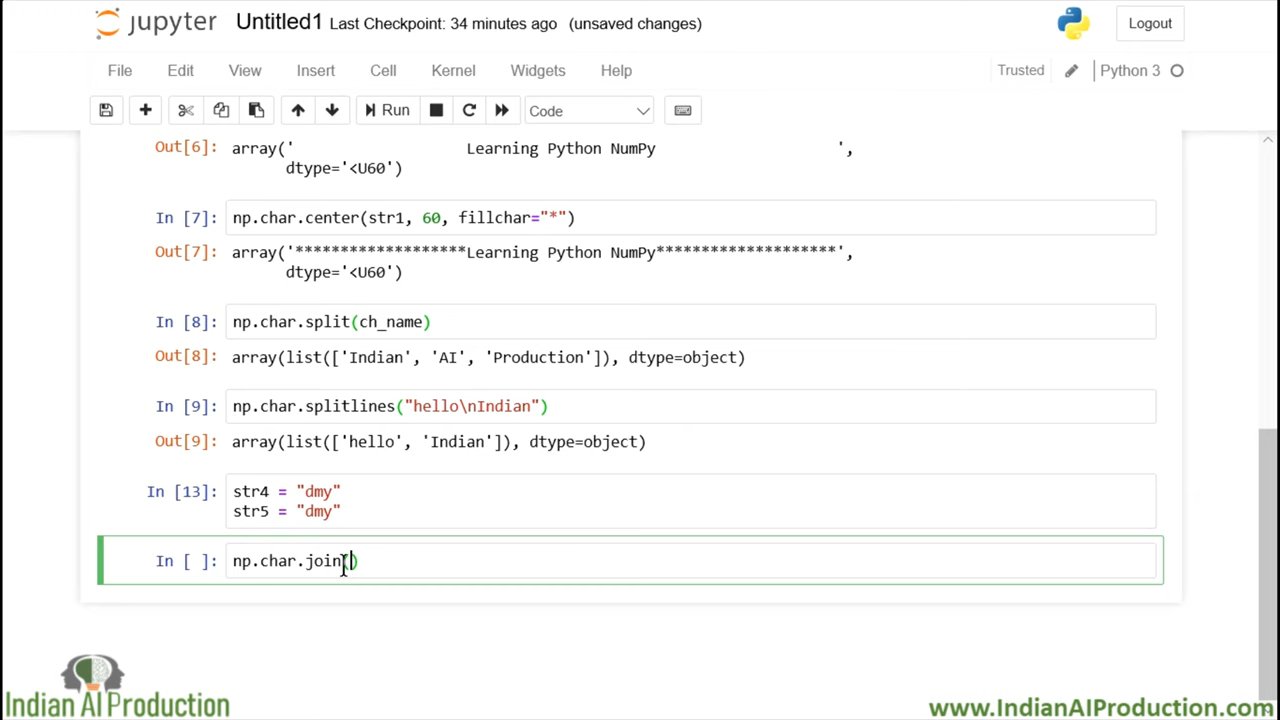 jupyter Untitled1 Last Checkpoint: 34 minutes ago (unsaved changes) Logout
File Edit View Insert Cell Kernel Widgets Help Trusted Python 3
Run Code
Out[6]: array(' Learning Python NumPy ',
dtype='<U60')
In [7]: np.char.center(str1, 60, fillchar="*")
Out[7]: array('*******************Learning Python NumPy********************',
dtype='<U60')
In [8]: np.char.split(ch_name)
Out[8]: array(list(['Indian', 'AI', 'Production']), dtype=object)
In [9]: np.char.splitlines("hello\nIndian")
Out[9]: array(list(['hello', 'Indian']), dtype=object)
In [13]: str4 = "dmy"
str5 = "dmy"
In [ ]: np.char.join()
Indian AI Production
www.IndianAIProduction.com